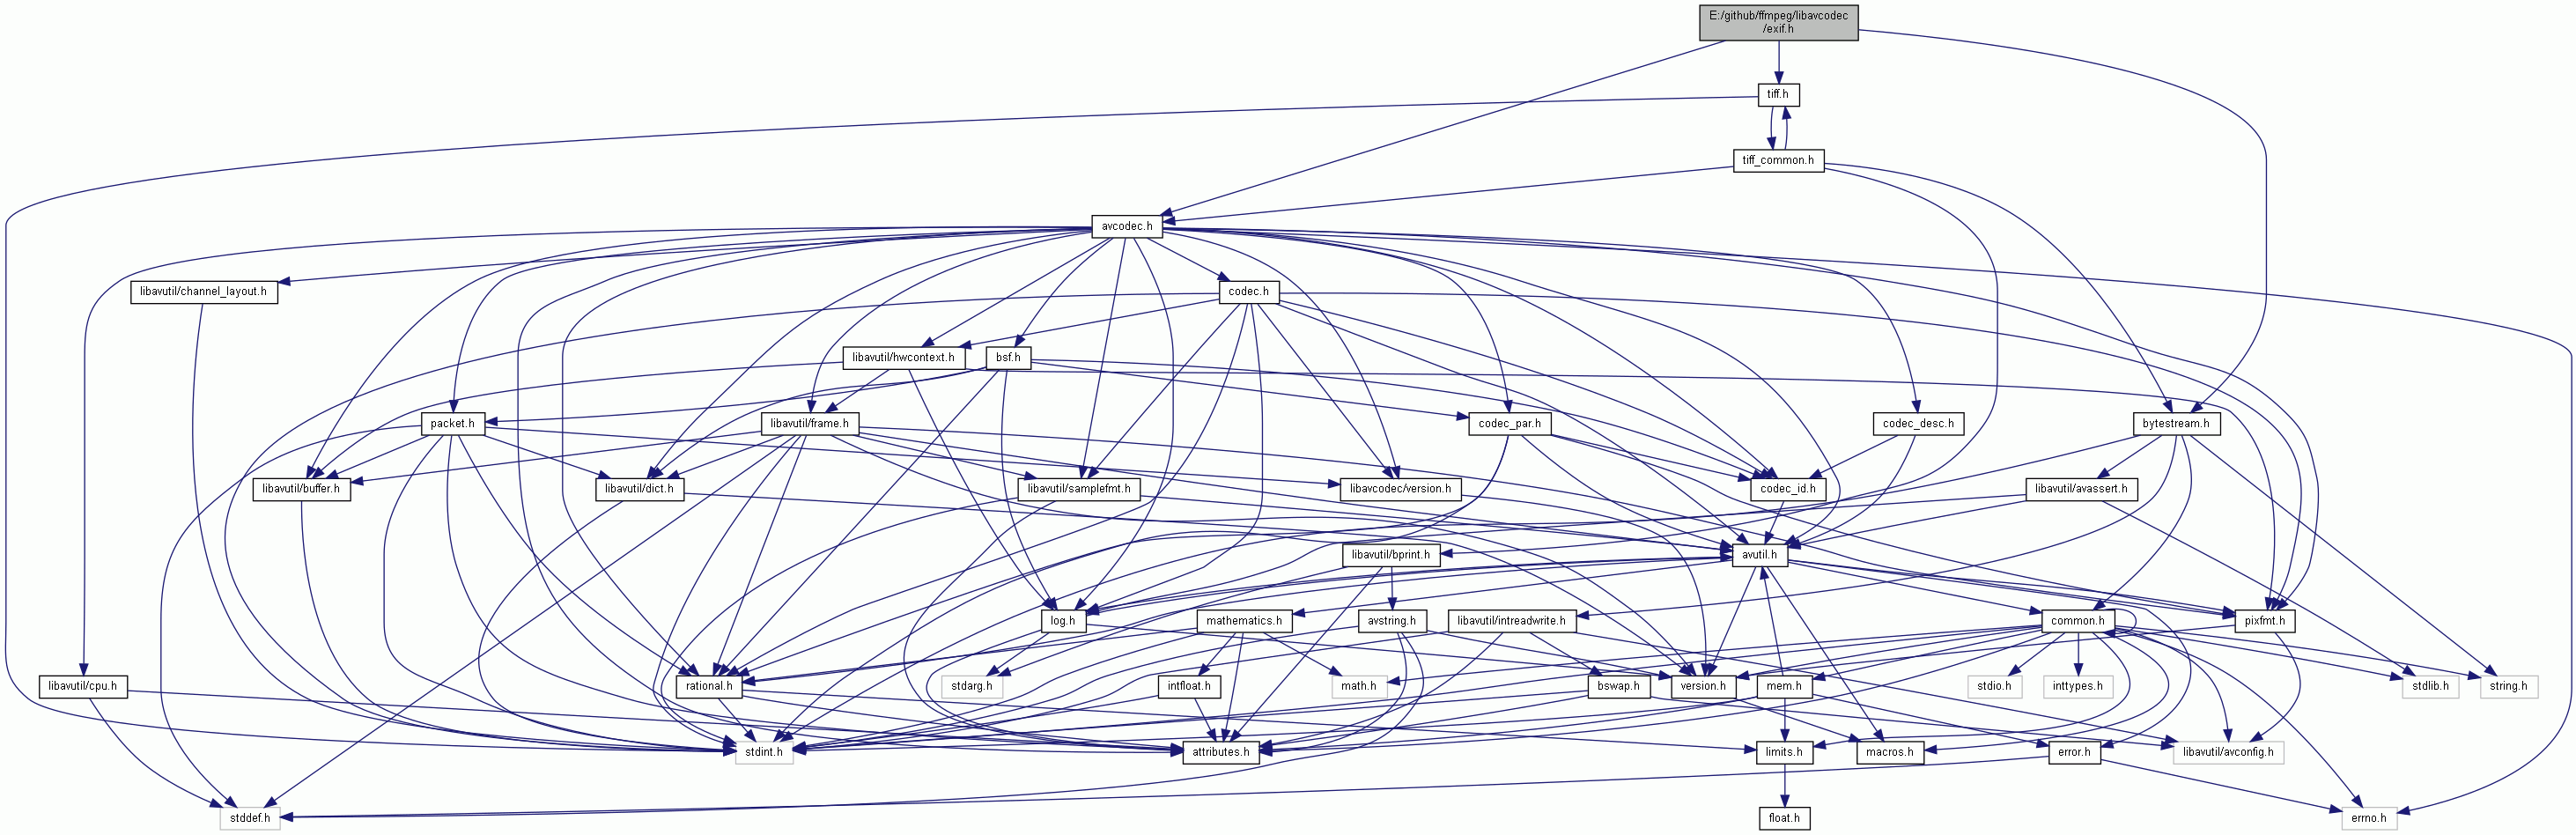 E:/github/ffmpeg/libavcodec
/exif.h
tiff.h
tiff_common.h
avcodec.h
libavutil/channel_layout.h
codec.h
libavutil/hwcontext.h
bsf.h
packet.h
libavutil/frame.h
codec_par.h
codec_desc.h
bytestream.h
libavutil/buffer.h
libavutil/dict.h
libavutil/samplefmt.h
libavcodec/version.h
codec_id.h
libavutil/avassert.h
libavutil/bprint.h
avutil.h
log.h
mathematics.h
avstring.h
libavutil/intreadwrite.h
common.h
pixfmt.h
libavutil/cpu.h
rational.h
stdarg.h
intfloat.h
math.h
bswap.h
version.h
mem.h
stdio.h
inttypes.h
stdlib.h
string.h
stdint.h
attributes.h
limits.h
macros.h
error.h
libavutil/avconfig.h
stddef.h
float.h
errno.h